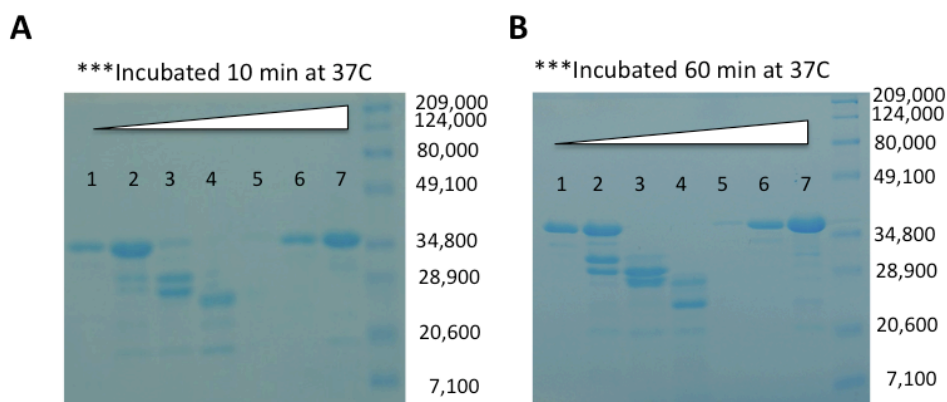 A
***Incubated 10 min at 37C
1 2 3 4 5 6 7
209,000
124,000
80,000
49,100
34,800
28,900
20,600
7,100
B
***Incubated 60 min at 37C
1 2 3 4 5 6 7
209,000
124,000
80,000
49,100
34,800
28,900
20,600
7,100